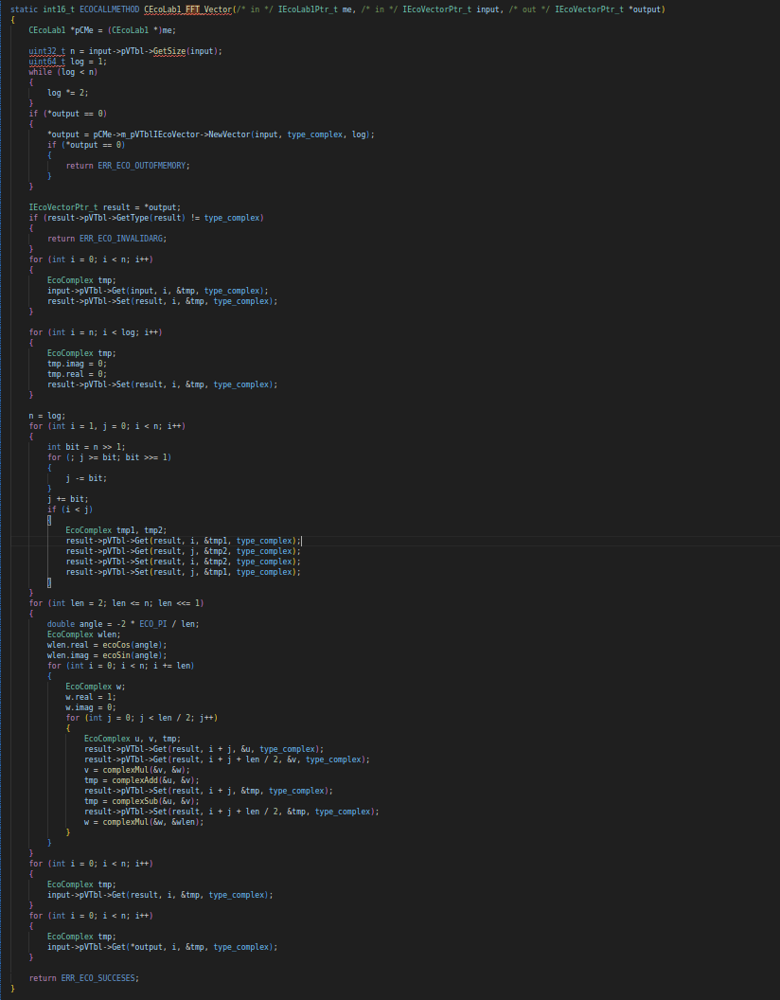 static int16_t ECOCALLMETHOD CEcoLab1_FFT_Vector(/* in */ IEcoLab1Ptr_t me, /* in */ IEcoVectorPtr_t input, /* out */ IEcoVectorPtr_t *output)
{
CEcoLab1 *pCMe = (CEcoLab1 *)me;
uint32_t n = input->pVTbl->GetSize(input);
uint64_t log = 1;
while (log < n)
{
log *= 2;
}
if (*output == 0)
{
*output = pCMe->m_pVTblIEcoVector->NewVector(input, type_complex, log);
if (*output == 0)
{
return ERR_ECO_OUTOFMEMORY;
}
}
IEcoVectorPtr_t result = *output;
if (result->pVTbl->GetType(result) != type_complex)
{
return ERR_ECO_INVALIDARG;
}
for (int i = 0; i < n; i++)
{
EcoComplex tmp;
input->pVTbl->Get(input, i, &tmp, type_complex);
result->pVTbl->Set(result, i, &tmp, type_complex);
}
for (int i = n; i < log; i++)
{
EcoComplex tmp;
tmp.imag = 0;
tmp.real = 0;
result->pVTbl->Set(result, i, &tmp, type_complex);
}
n = log;
for (int i = 1, j = 0; i < n; i++)
{
int bit = n >> 1;
for (; j >= bit; bit >>= 1)
{
j -= bit;
}
j += bit;
if (i < j)
{
EcoComplex tmp1, tmp2;
result->pVTbl->Get(result, i, &tmp1, type_complex);
result->pVTbl->Get(result, j, &tmp2, type_complex);
result->pVTbl->Set(result, i, &tmp2, type_complex);
result->pVTbl->Set(result, j, &tmp1, type_complex);
}
}
for (int len = 2; len <= n; len <<= 1)
{
double angle = -2 * ECO_PI / len;
EcoComplex wlen;
wlen.real = ecoCos(angle);
wlen.imag = ecoSin(angle);
for (int i = 0; i < n; i += len)
{
EcoComplex w;
w.real = 1;
w.imag = 0;
for (int j = 0; j < len / 2; j++)
{
EcoComplex u, v, tmp;
result->pVTbl->Get(result, i + j, &u, type_complex);
result->pVTbl->Get(result, i + j + len / 2, &v, type_complex);
v = complexMul(&v, &w);
tmp = complexAdd(&u, &v);
result->pVTbl->Set(result, i + j, &tmp, type_complex);
tmp = complexSub(&u, &v);
result->pVTbl->Set(result, i + j + len / 2, &tmp, type_complex);
w = complexMul(&w, &wlen);
}
}
}
for (int i = 0; i < n; i++)
{
EcoComplex tmp;
input->pVTbl->Get(result, i, &tmp, type_complex);
}
for (int i = 0; i < n; i++)
{
EcoComplex tmp;
input->pVTbl->Get(*output, i, &tmp, type_complex);
}
return ERR_ECO_SUCCESES;
}